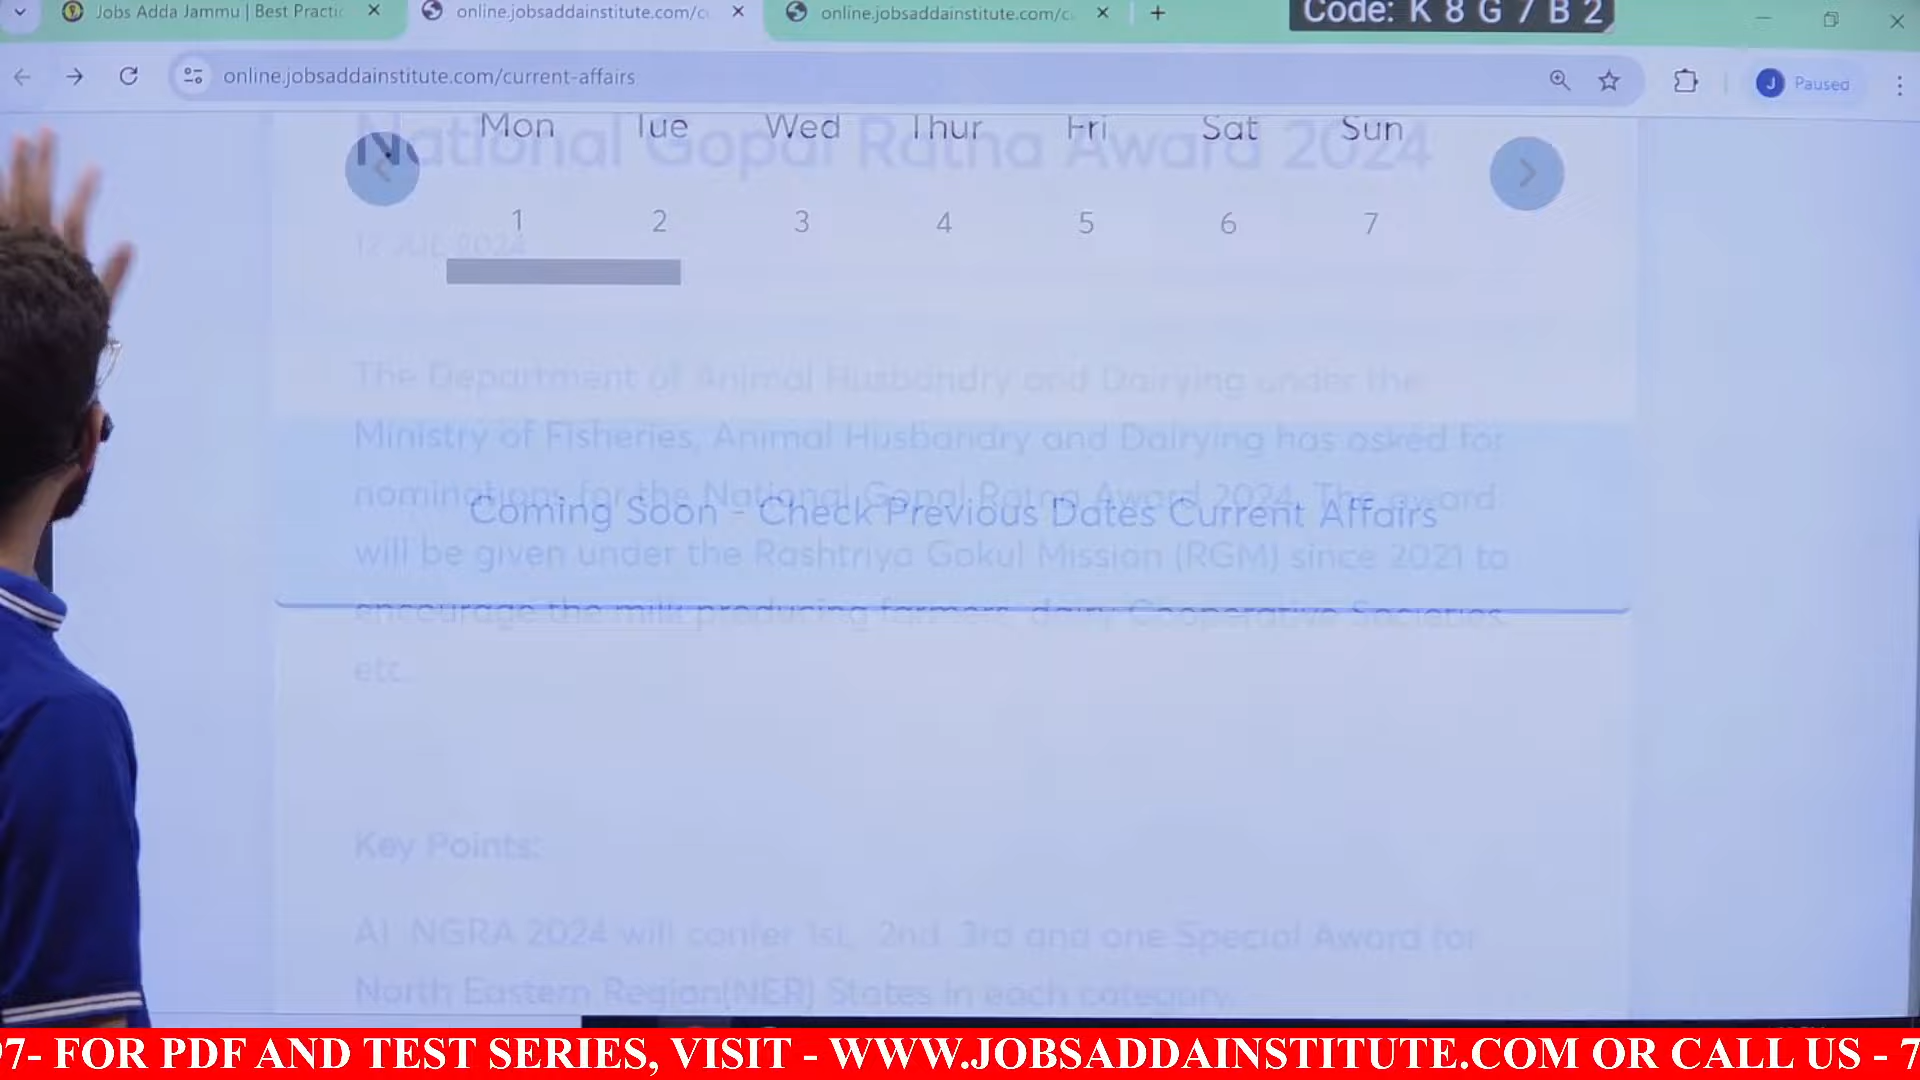 Jobs Adda Jammu | Best Practic
online.jobsaddainstitute.com/c
online.jobsaddainstitute.com/c
Code: K 8 G 7 B 2
online.jobsaddainstitute.com/current-affairs
J Paused
Mon Tue Wed Thur Fri Sat Sun
National Gopal Ratna Award 2024
1 2 3 4 5 6 7
12 JUL 2024
The Department of Animal Husbandry and Dairying under the
Ministry of Fisheries, Animal Husbandry and Dairying has asked for
nominations for the National Gopal Ratna Award 2024. The award
Coming Soon - Check Previous Dates Current Affairs
will be given under the Rashtriya Gokul Mission (RGM) since 2021 to
encourage the milk producing farmers, dairy Cooperative Societies
etc.
Key Points:
A). NGRA 2024 will confer 1st, 2nd, 3rd and one Special Award for
North Eastern Region(NER) States in each category.
97- FOR PDF AND TEST SERIES, VISIT - WWW.JOBSADDAINSTITUTE.COM OR CALL US - 7